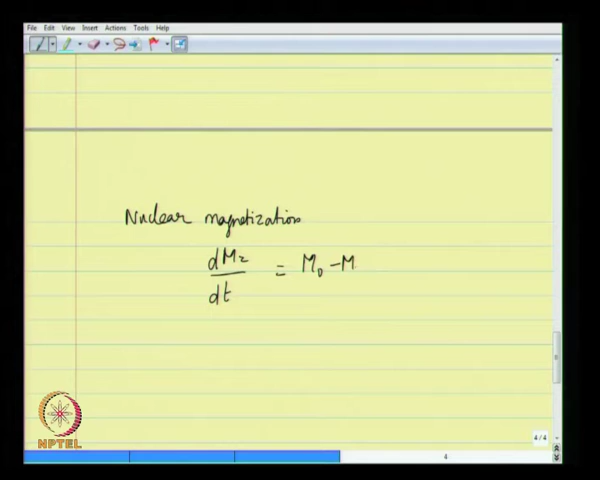 File Edit View Insert Actions Tools Help
Nuclear magnetization
dMz
dt
= M0 - M
NPTEL
4/4
4